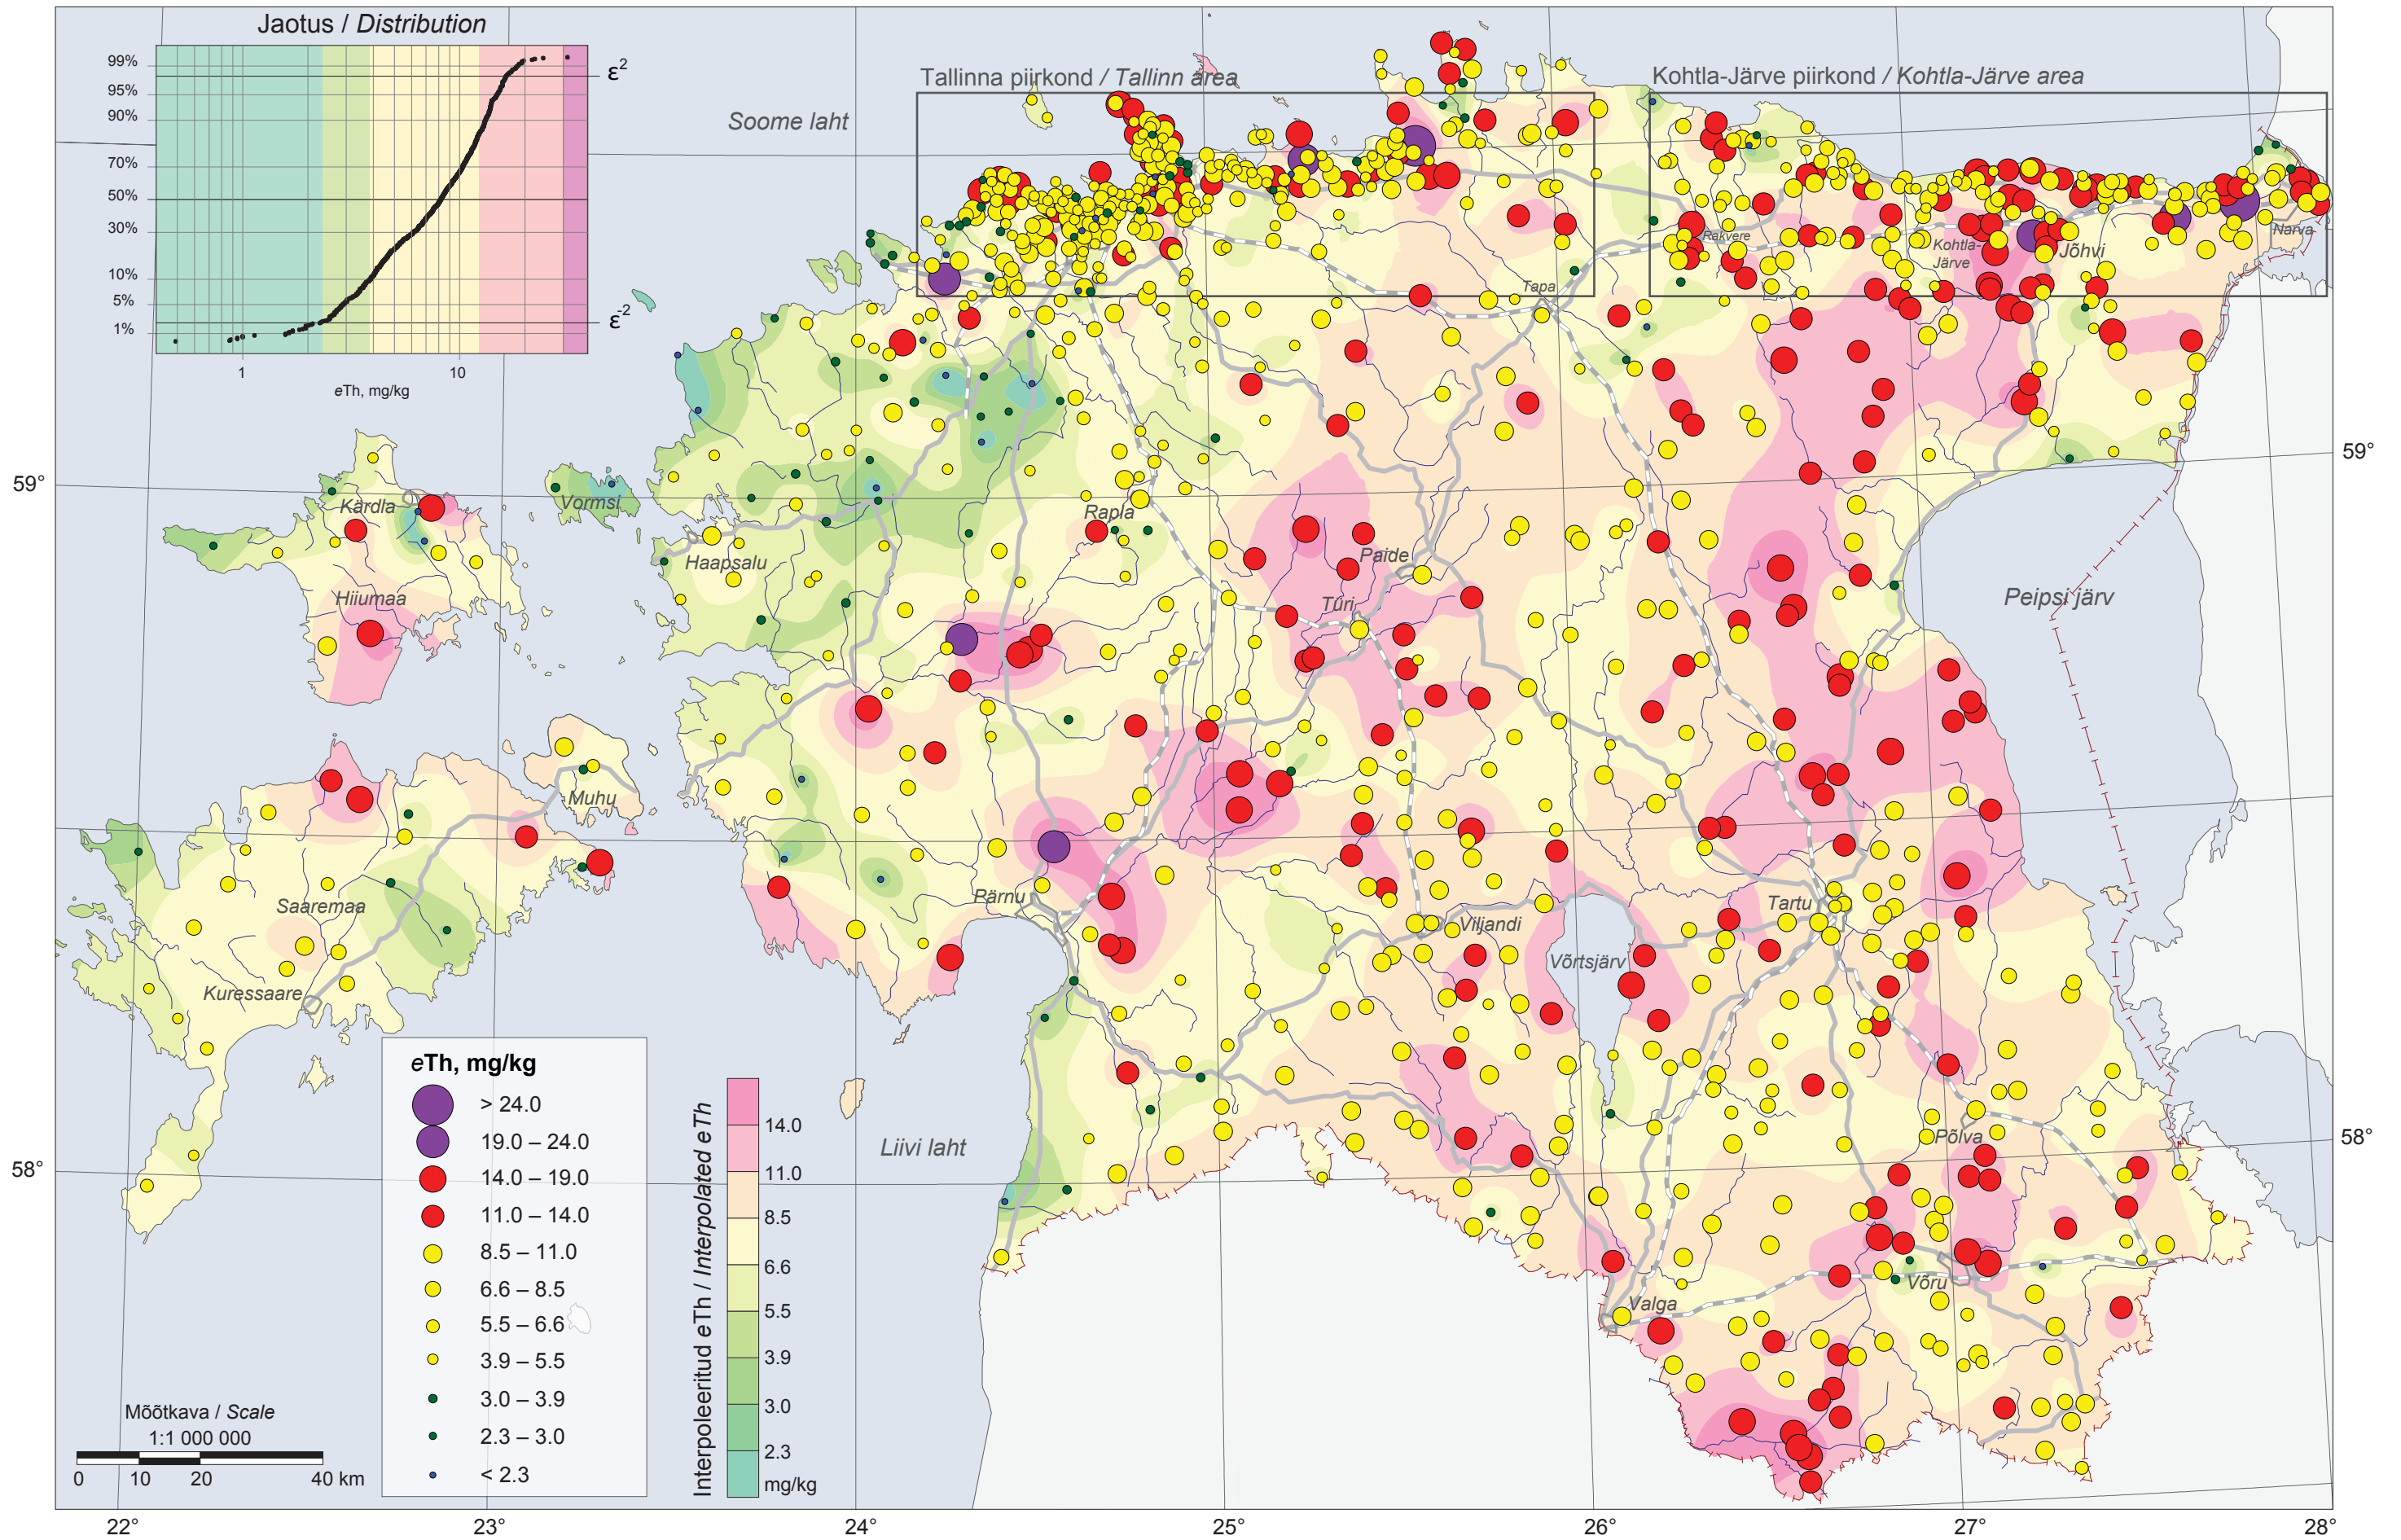 Jaotus / Distribution
99%
95%
90%
70%
50%
30%
10%
5%
1%
ε2
ε-2
1
10
eTh, mg/kg
Soome laht
Tallinna piirkond / Tallinn area
Kohtla-Järve piirkond / Kohtla-Järve area
Rakvere
Kohtla-
Järve
Jõhvi
Narva
Tapa
59°
59°
Kärdla
Vormsi
Hiiumaa
Haapsalu
Rapla
Paide
Türi
Peipsi järv
Muhu
Saaremaa
Kuressaare
Pärnu
Viljandi
Võrtsjärv
Tartu
Liivi laht
Põlva
Võru
Valga
58°
58°
eTh, mg/kg
> 24.0
19.0 – 24.0
14.0 – 19.0
11.0 – 14.0
8.5 – 11.0
6.6 – 8.5
5.5 – 6.6
3.9 – 5.5
3.0 – 3.9
2.3 – 3.0
< 2.3
Interpoleeritud eTh / Interpolated eTh
14.0
11.0
8.5
6.6
5.5
3.9
3.0
2.3
mg/kg
Mõõtkava / Scale
1:1 000 000
0 10 20 40 km
22° 23° 24° 25° 26° 27° 28°